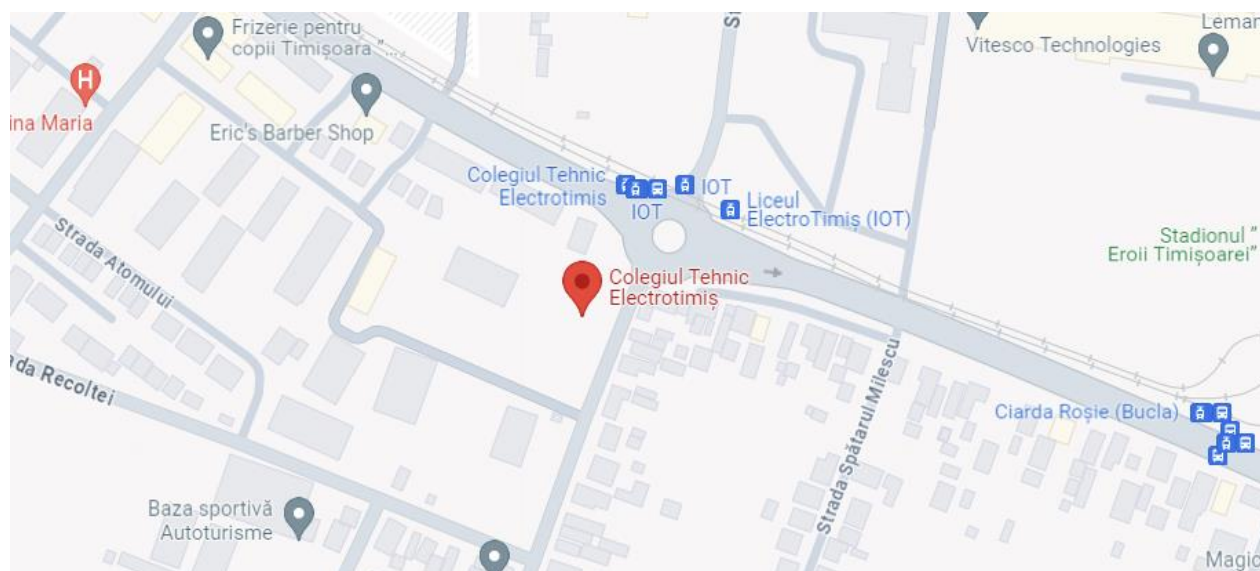 Frizerie pentru
copii Timișoara "...
Leman
Vitesco Technologies
H
ina Maria
Eric's Barber Shop
Colegiul Tehnic
Electrotimis
IOT
IOT
Liceul
ElectroTimiș (IOT)
Strada Atomului
Stadionul "
Eroii Timișoarei"
Colegiul Tehnic
Electrotimiș
ada Recoltei
Strada Spătarul Milescu
Ciarda Roșie (Bucla)
Baza sportivă
Autoturisme
Magic